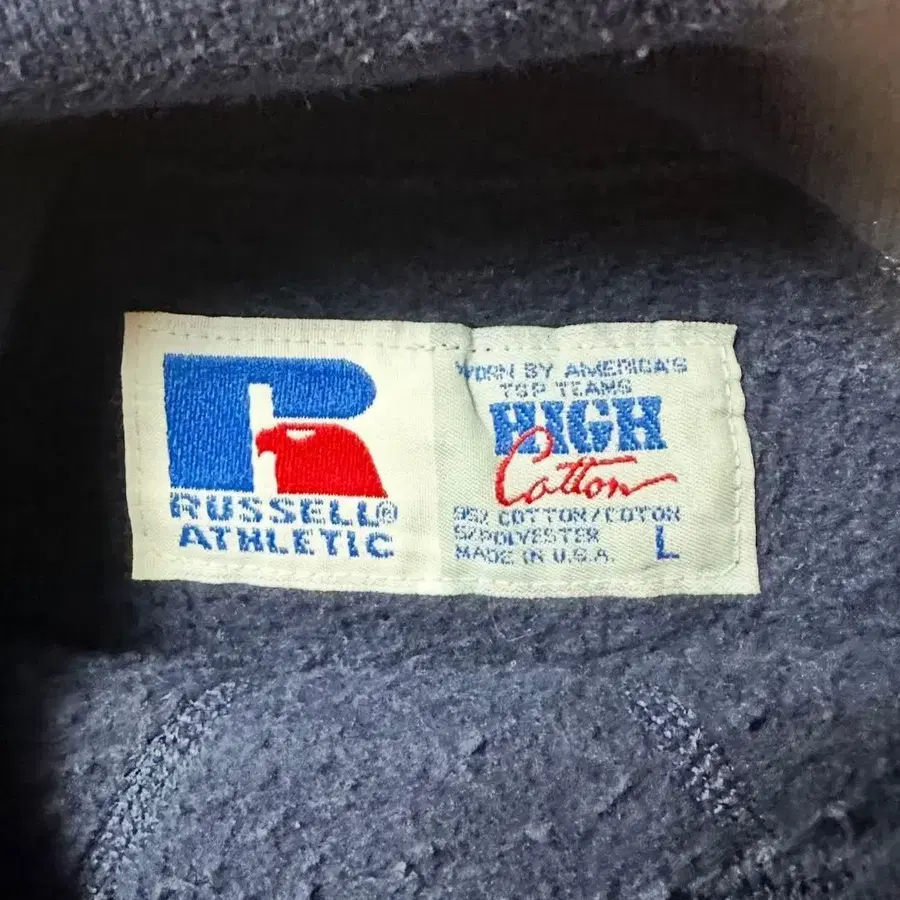 RUSSELL®
ATHLETIC
WORN BY AMERICA'S
TOP TEAMS
HIGH
Cotton
95% COTTON/COTON
5% POLYESTER
MADE IN U.S.A. L